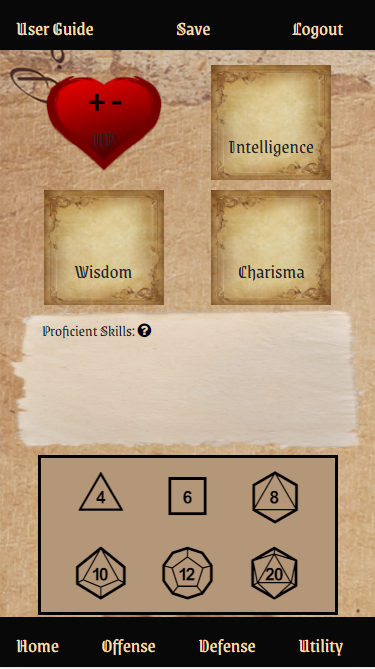 User Guide Save Logout
+ -
HP
Intelligence
Wisdom Charisma
Proficient Skills: ?
4 6 8
10 12 20
Home Offense Defense Utility